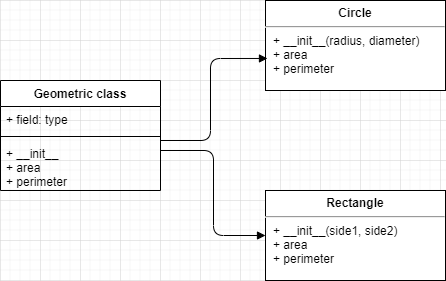 Circle
+ __init__(radius, diameter)
+ area
+ perimeter
Geometric class
+ field: type
+ __init__
+ area
+ perimeter
Rectangle
+ __init__(side1, side2)
+ area
+ perimeter